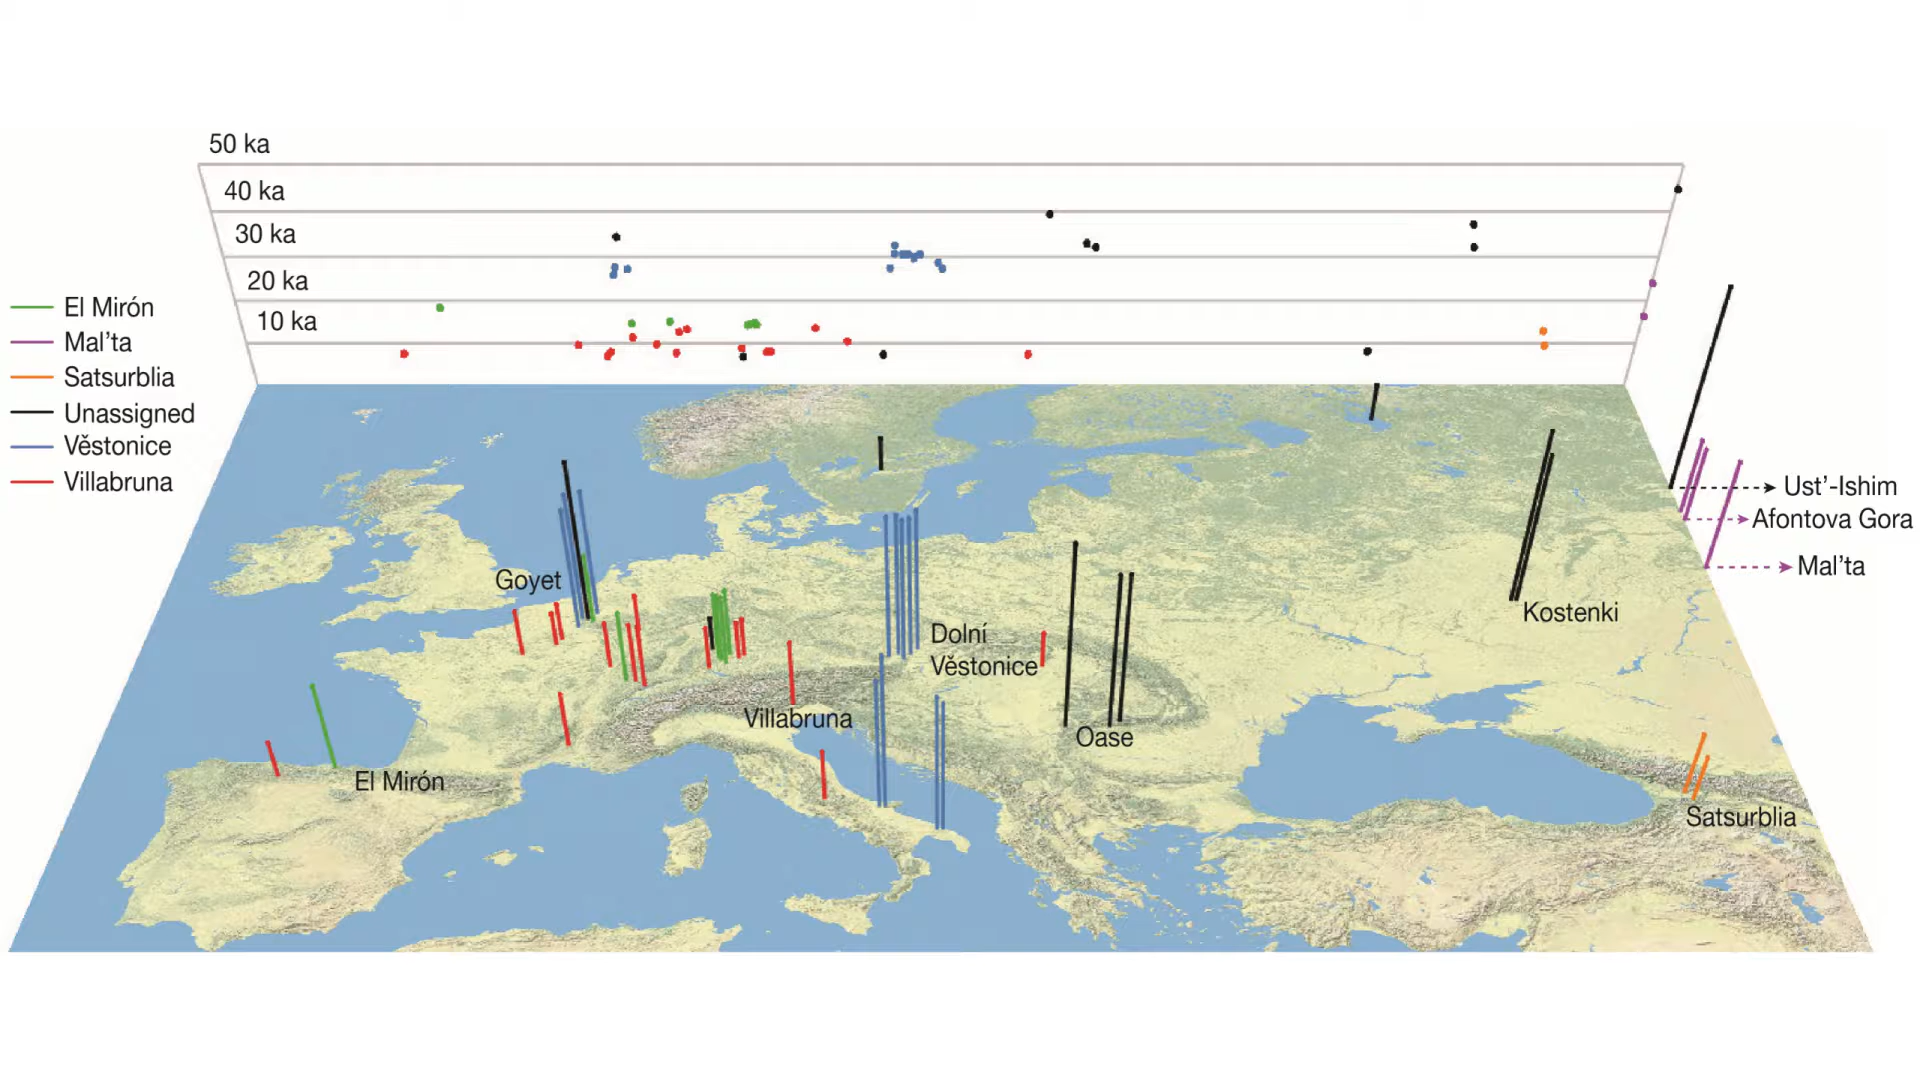 50 ka
40 ka
30 ka
20 ka
10 ka
El Mirón
Mal'ta
Satsurblia
Unassigned
Věstonice
Villabruna
Goyet
El Mirón
Villabruna
Dolní
Věstonice
Oase
Kostenki
Satsurblia
Ust'-Ishim
Afontova Gora
Mal'ta